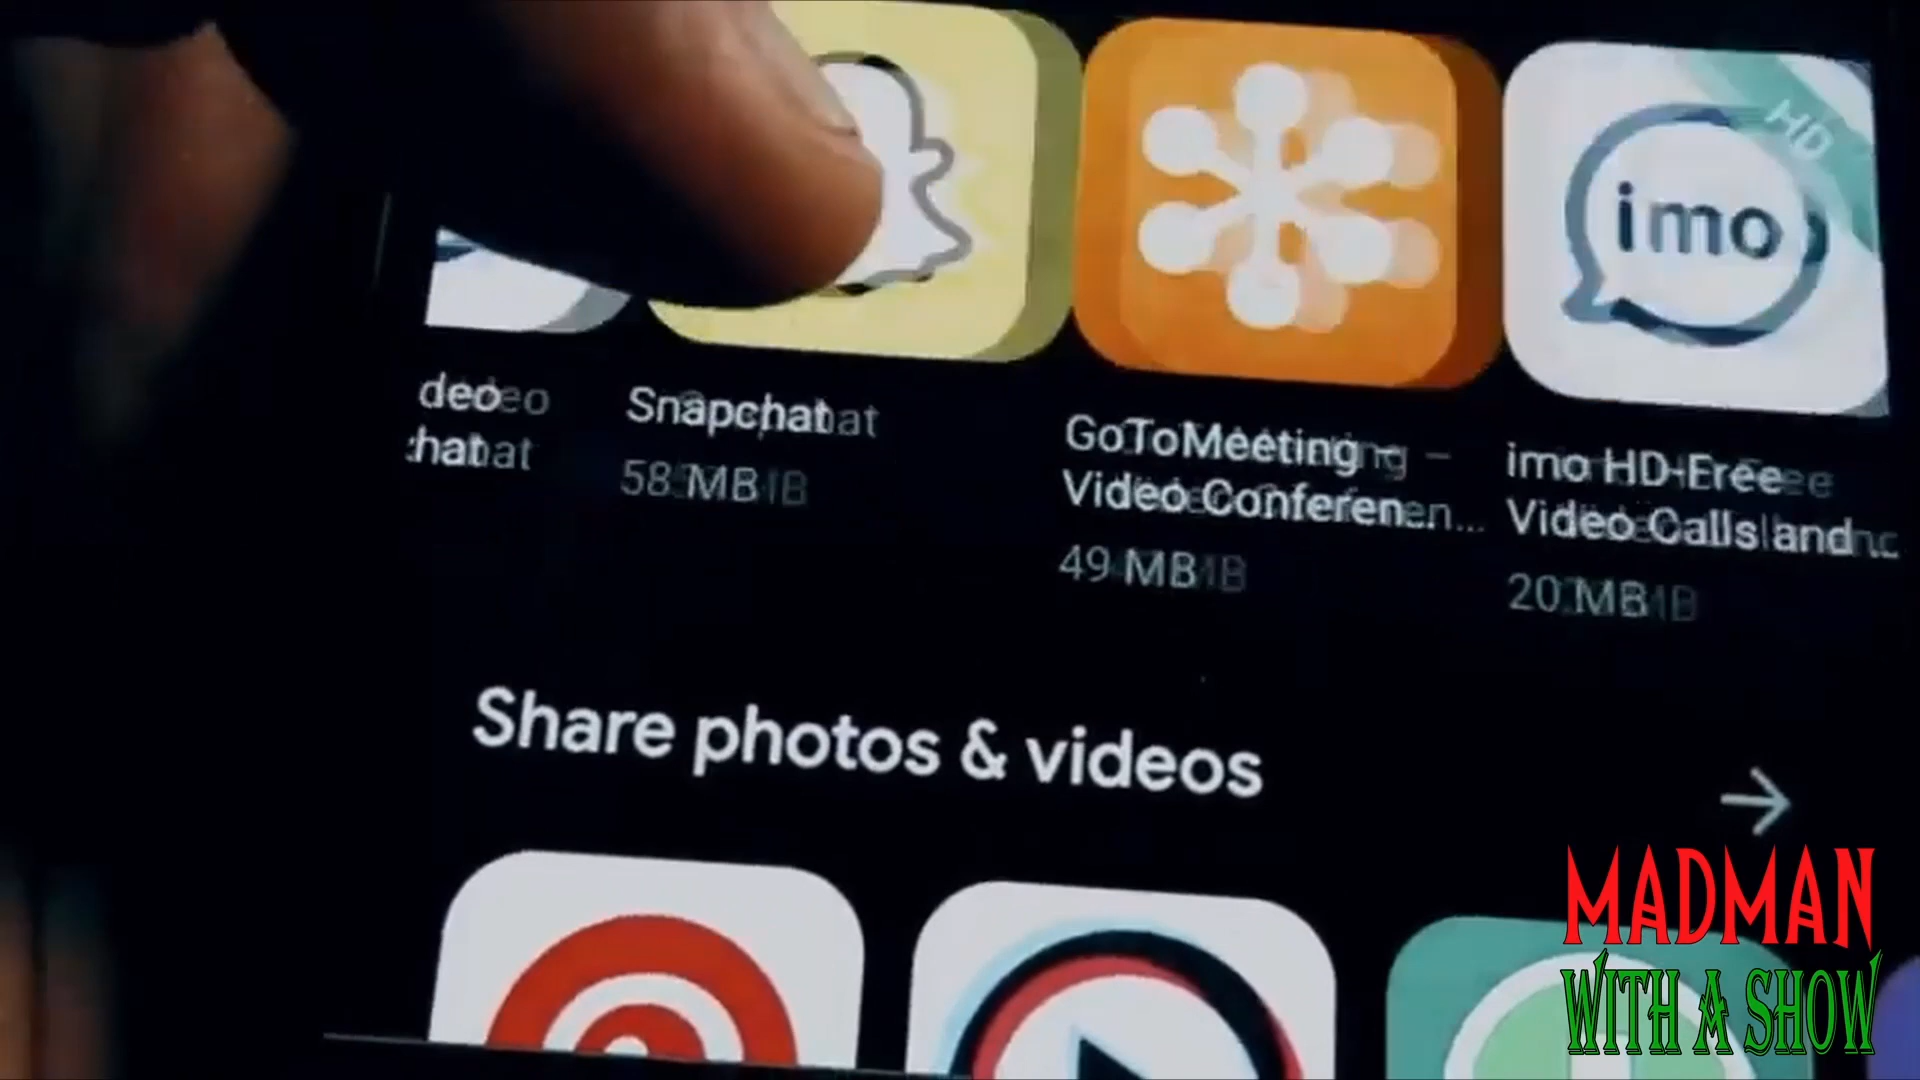 HD
imo
deo
hat
Snapchat
58 MB
GoToMeeting –
Video Conferen...
49 MB
imo HD-Free
Video Calls and
20 MB
Share photos & videos
MADMAN
WITH A SHOW